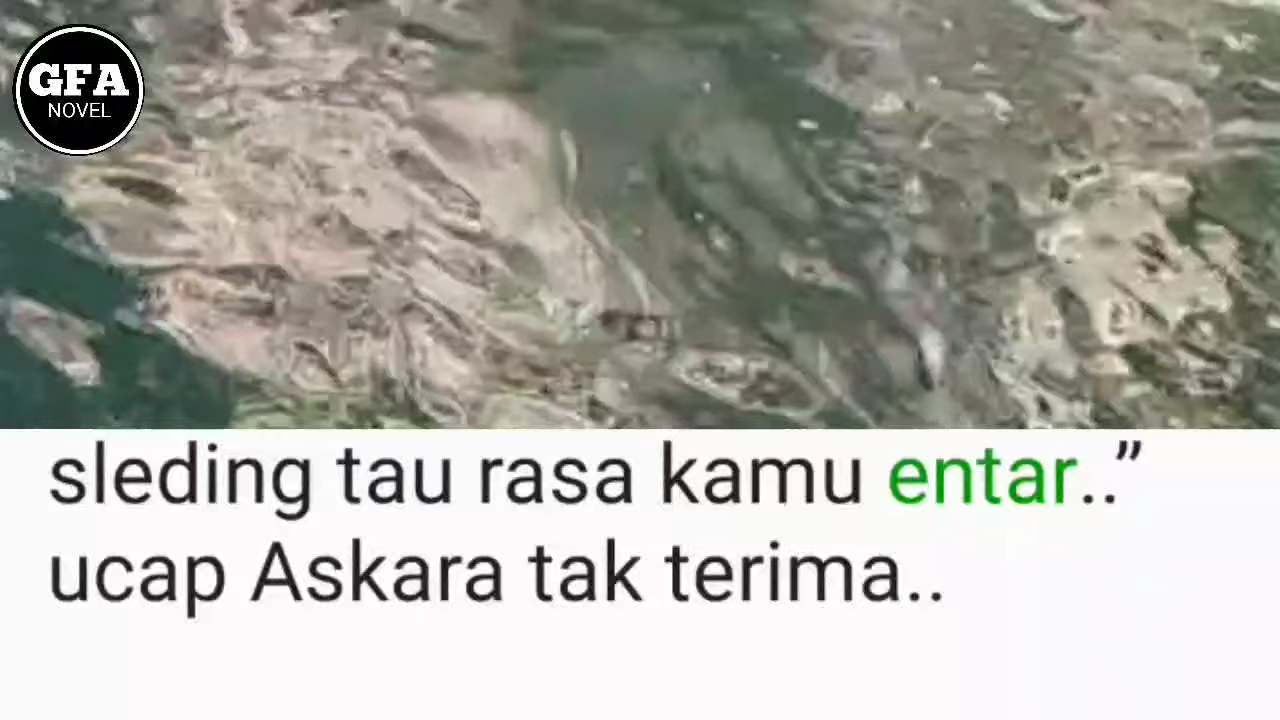 GFA
NOVEL
sleding tau rasa kamu entar..”
ucap Askara tak terima..